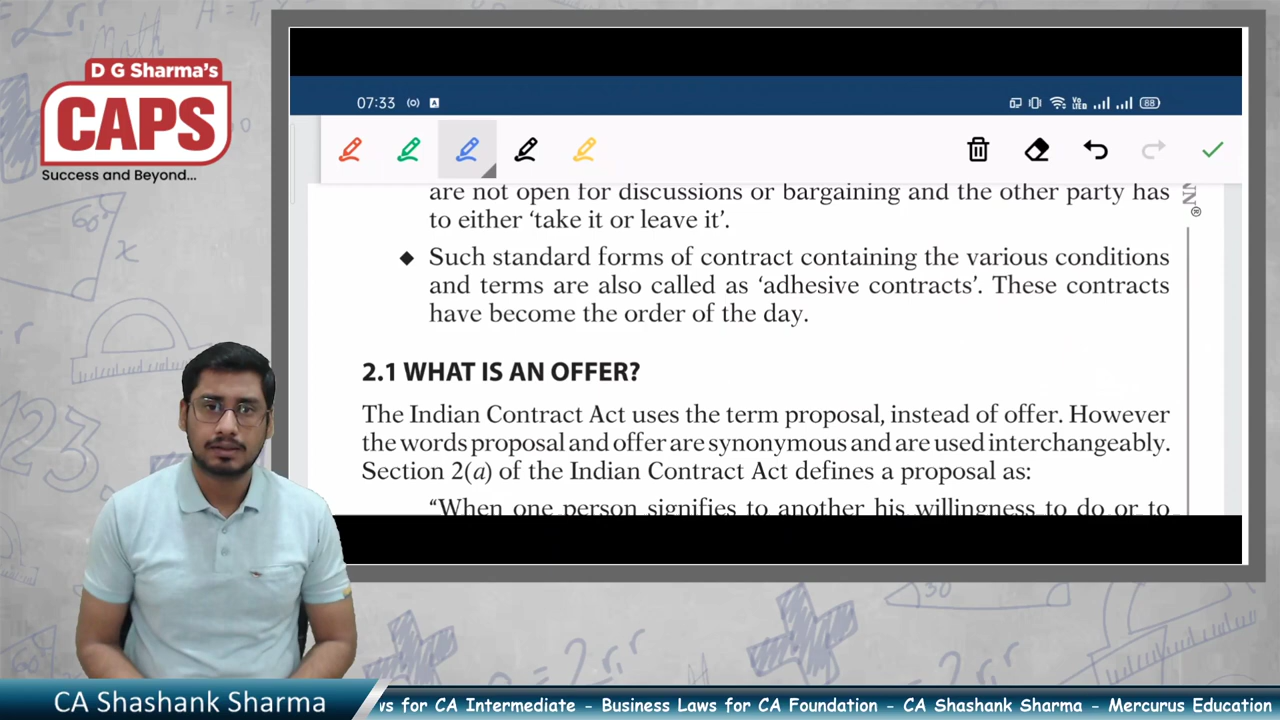 D G Sharma's
CAPS
Success and Beyond...
07:33
88
are not open for discussions or bargaining and the other party has
to either ‘take it or leave it’.
◆ Such standard forms of contract containing the various conditions
and terms are also called as ‘adhesive contracts’. These contracts
have become the order of the day.
2.1 WHAT IS AN OFFER?
The Indian Contract Act uses the term proposal, instead of offer. However
the words proposal and offer are synonymous and are used interchangeably.
Section 2(a) of the Indian Contract Act defines a proposal as:
“When one person signifies to another his willingness to do or to
CA Shashank Sharma
ws for CA Intermediate - Business Laws for CA Foundation - CA Shashank Sharma - Mercurus Education